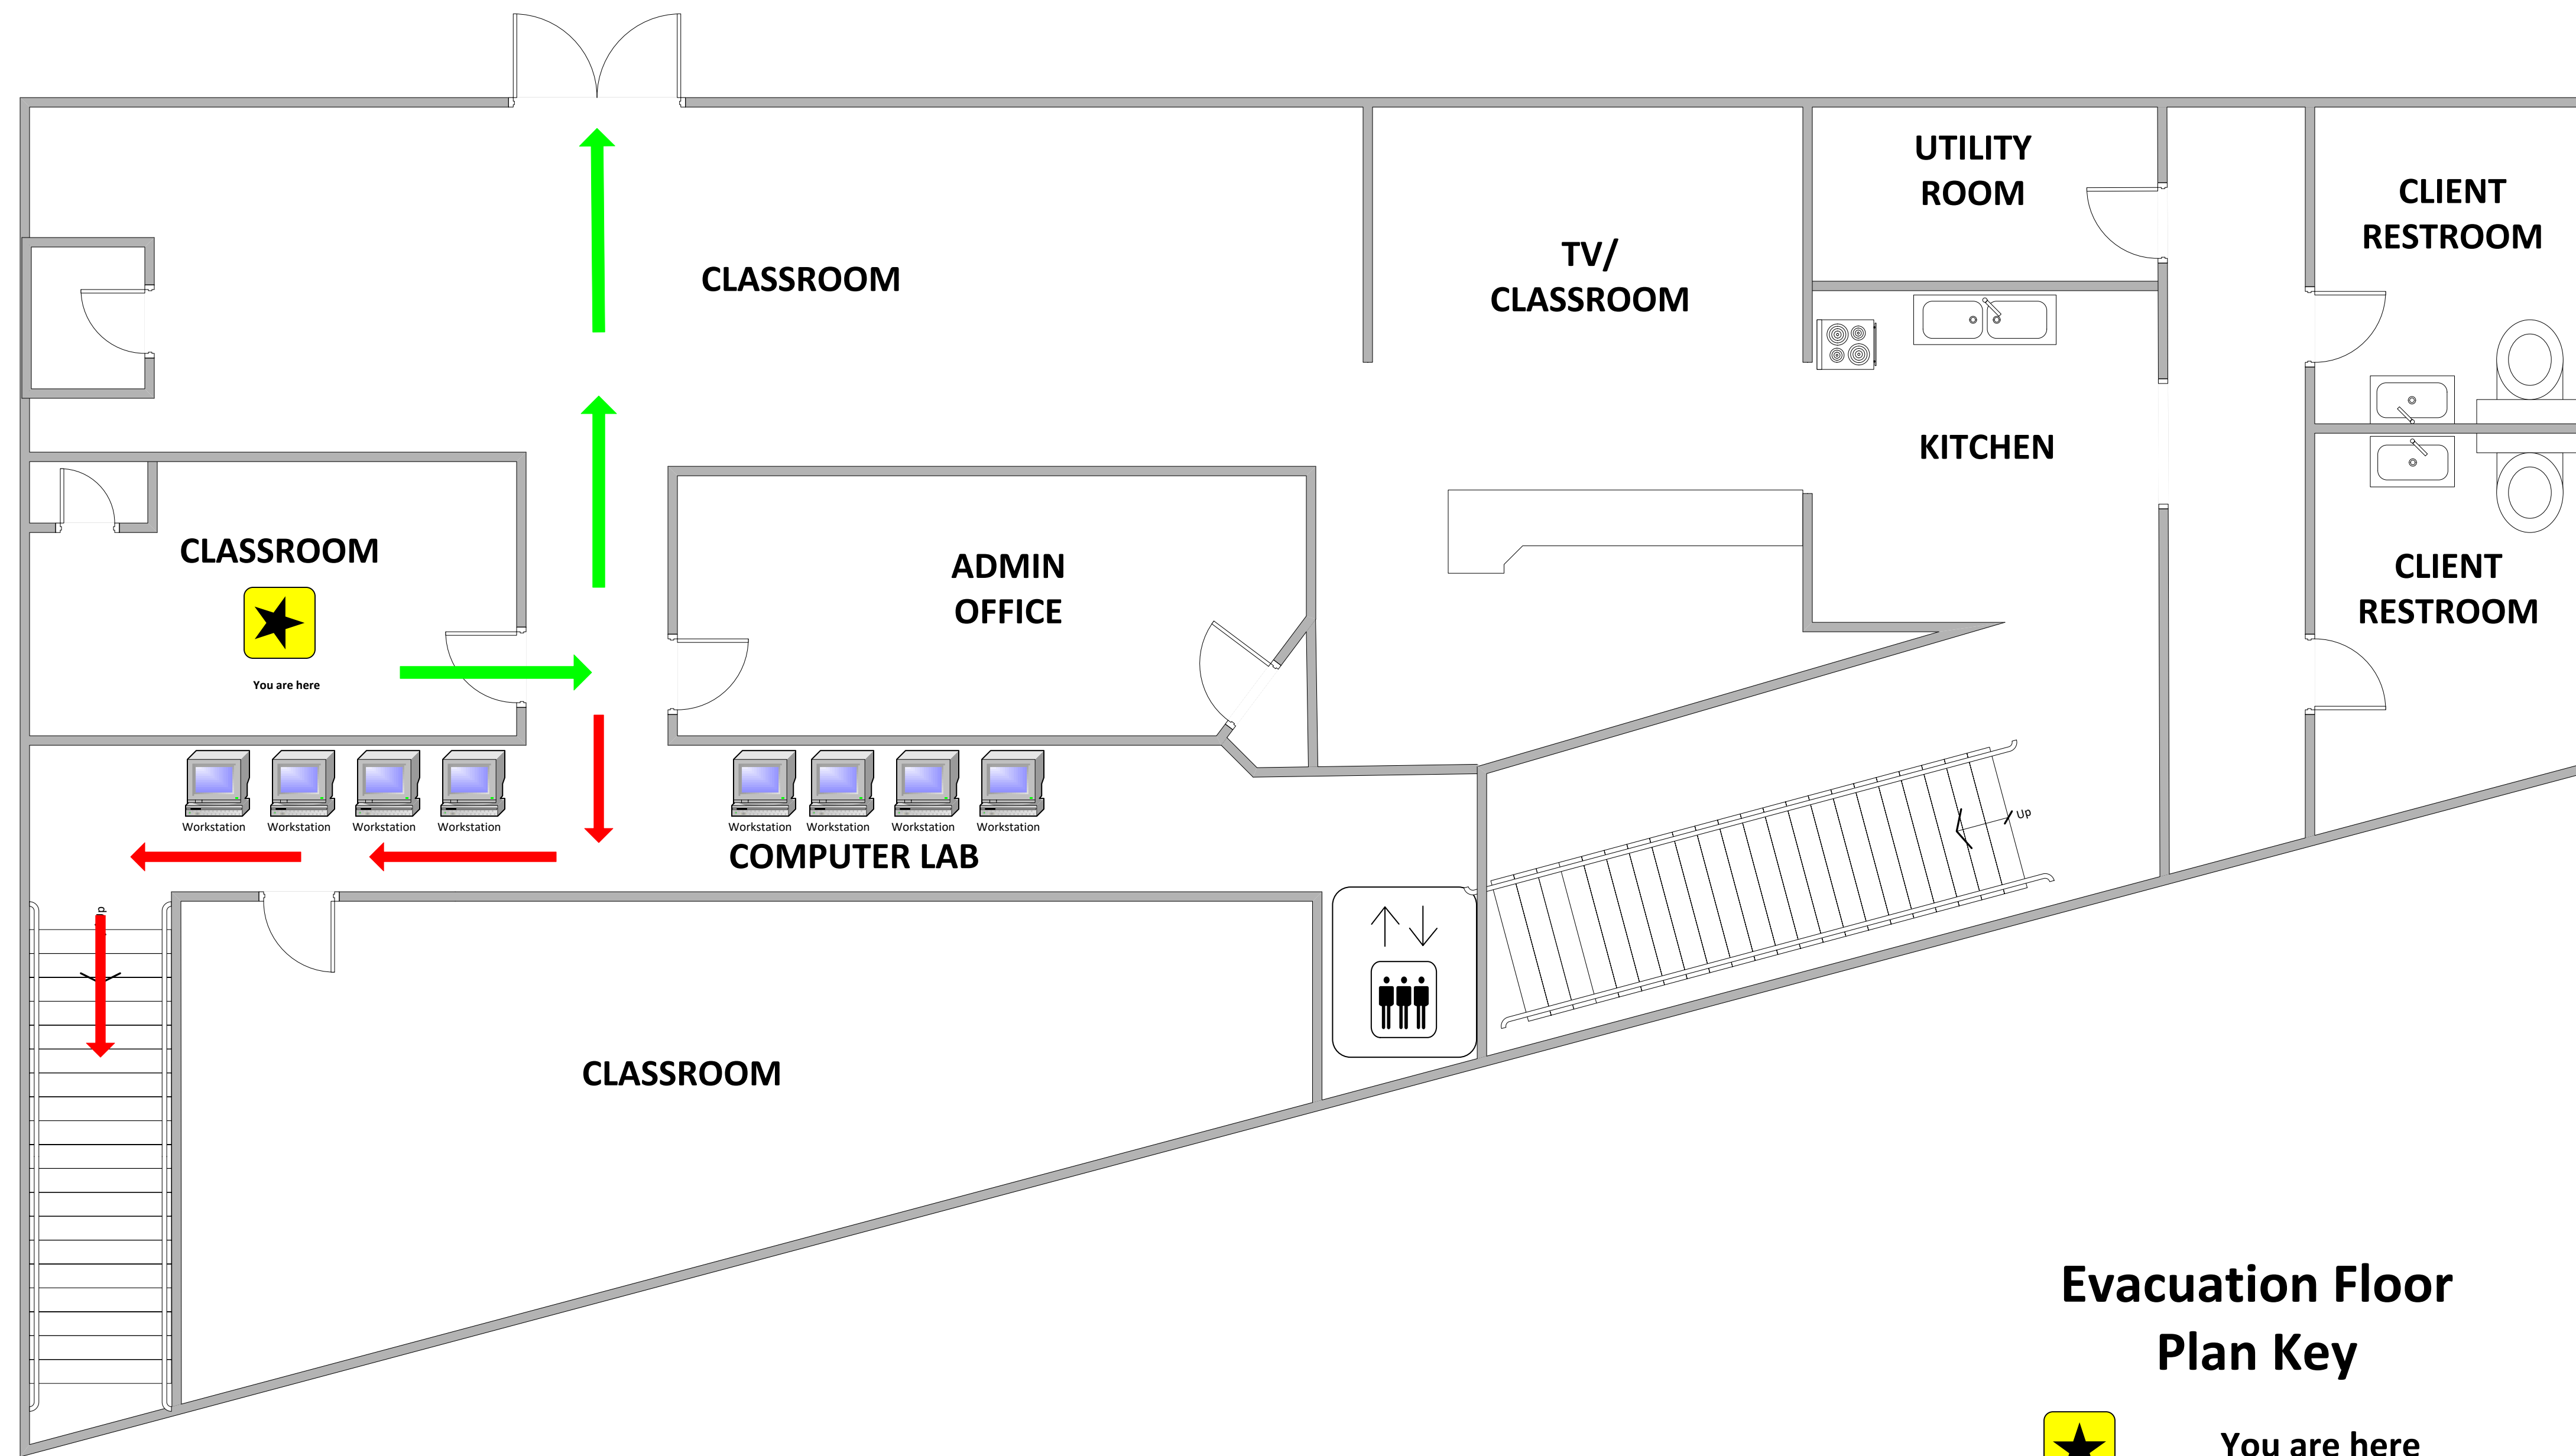 UTILITY
ROOM
CLIENT
RESTROOM
TV/
CLASSROOM
CLASSROOM
KITCHEN
CLASSROOM
You are here
ADMIN
OFFICE
CLIENT
RESTROOM
Workstation
Workstation
Workstation
Workstation
Workstation
Workstation
Workstation
Workstation
Up
COMPUTER LAB
CLASSROOM
Evacuation Floor
Plan Key
You are here